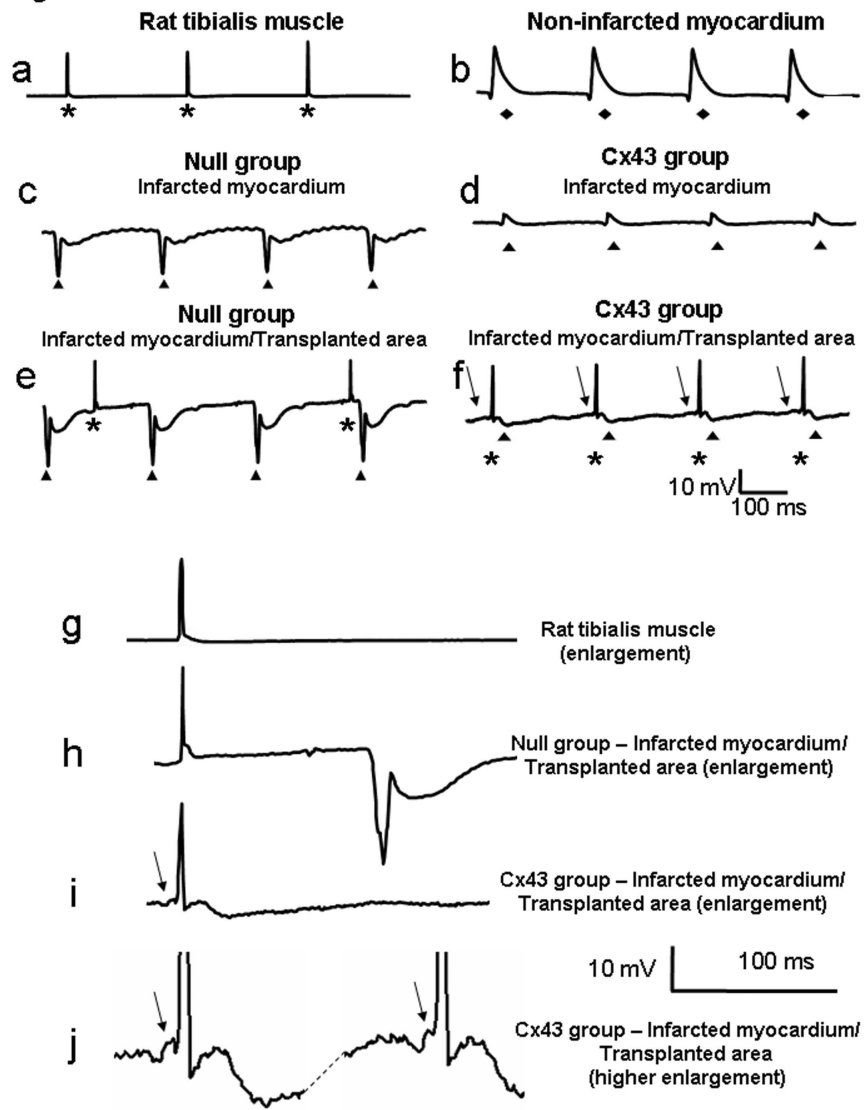 Rat tibialis muscle
Non-infarcted myocardium
a
b
* * *
Null group
Infarcted myocardium
Cx43 group
Infarcted myocardium
c
d
Null group
Infarcted myocardium/Transplanted area
Cx43 group
Infarcted myocardium/Transplanted area
e
f
* *
* * * *
10 mV
100 ms
g
Rat tibialis muscle
(enlargement)
h
Null group – Infarcted myocardium/
Transplanted area (enlargement)
i
Cx43 group – Infarcted myocardium/
Transplanted area (enlargement)
10 mV
100 ms
j
Cx43 group – Infarcted myocardium/
Transplanted area
(higher enlargement)